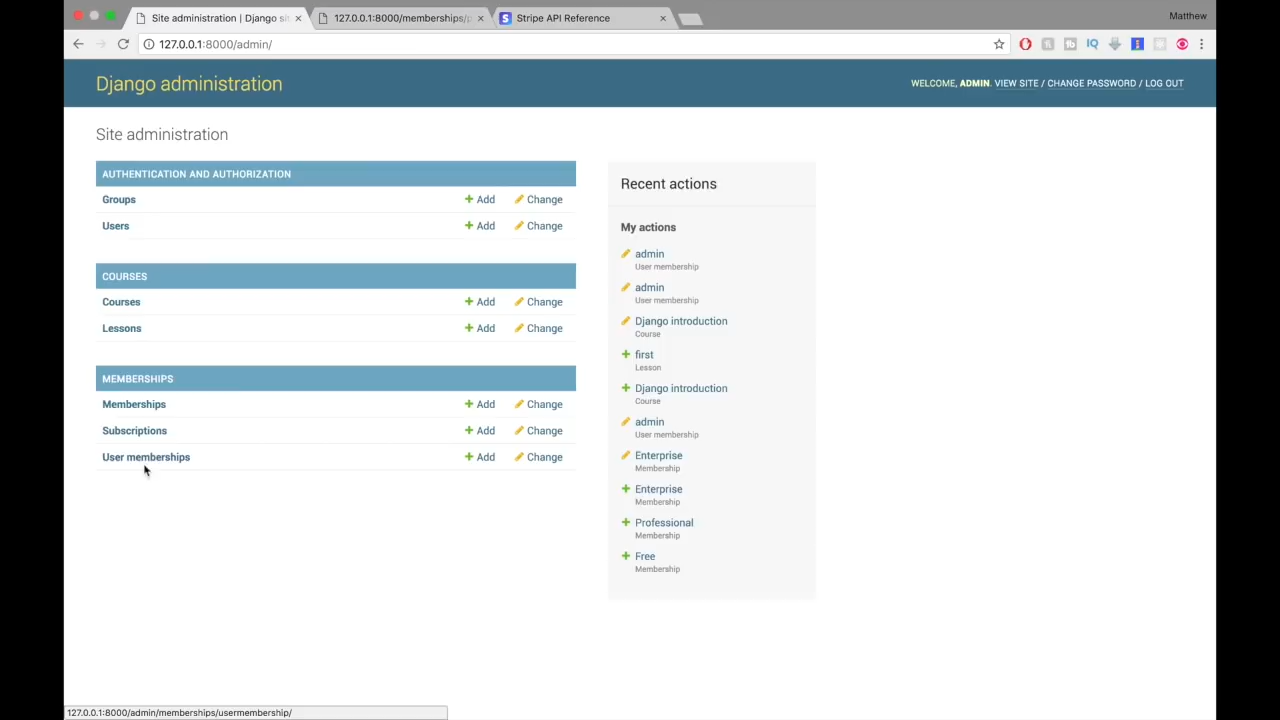 Site administration | Django sit
127.0.0.1:8000/memberships/p
Stripe API Reference
Matthew
127.0.0.1:8000/admin/
Django administration
WELCOME, ADMIN. VIEW SITE / CHANGE PASSWORD / LOG OUT
Site administration
AUTHENTICATION AND AUTHORIZATION
Groups Add Change
Users Add Change
COURSES
Courses Add Change
Lessons Add Change
MEMBERSHIPS
Memberships Add Change
Subscriptions Add Change
User memberships Add Change
Recent actions
My actions
admin
User membership
admin
User membership
Django introduction
Course
first
Lesson
Django introduction
Course
admin
User membership
Enterprise
Membership
Enterprise
Membership
Professional
Membership
Free
Membership
127.0.0.1:8000/admin/memberships/usermembership/